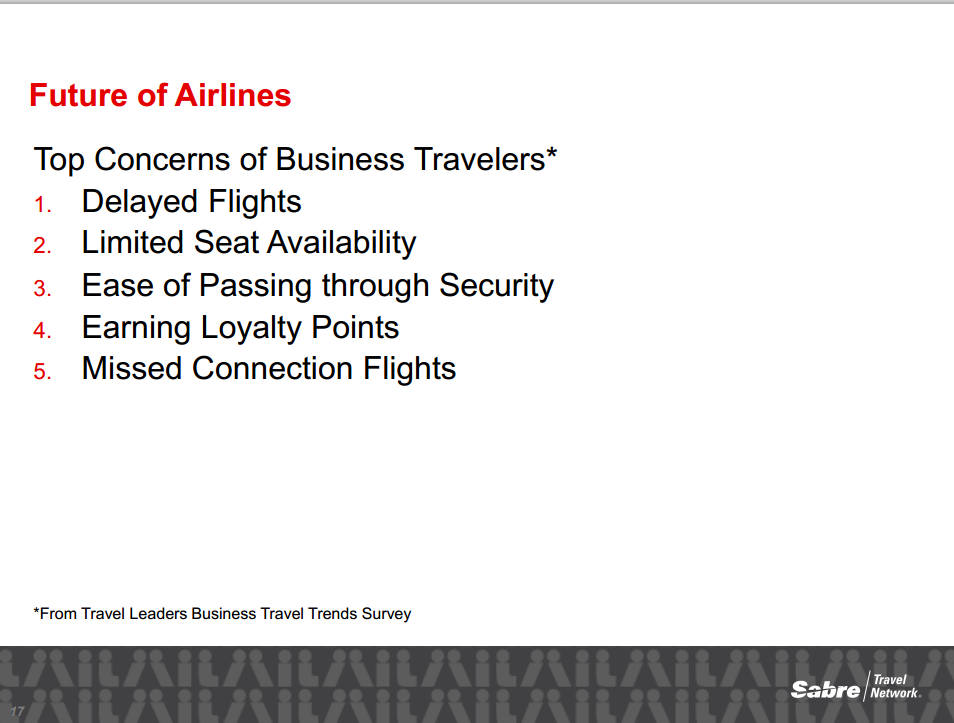 Future of Airlines
Top Concerns of Business Travelers*
1. Delayed Flights
2. Limited Seat Availability
3. Ease of Passing through Security
4. Earning Loyalty Points
5. Missed Connection Flights
*From Travel Leaders Business Travel Trends Survey
Sabre Travel Network
17